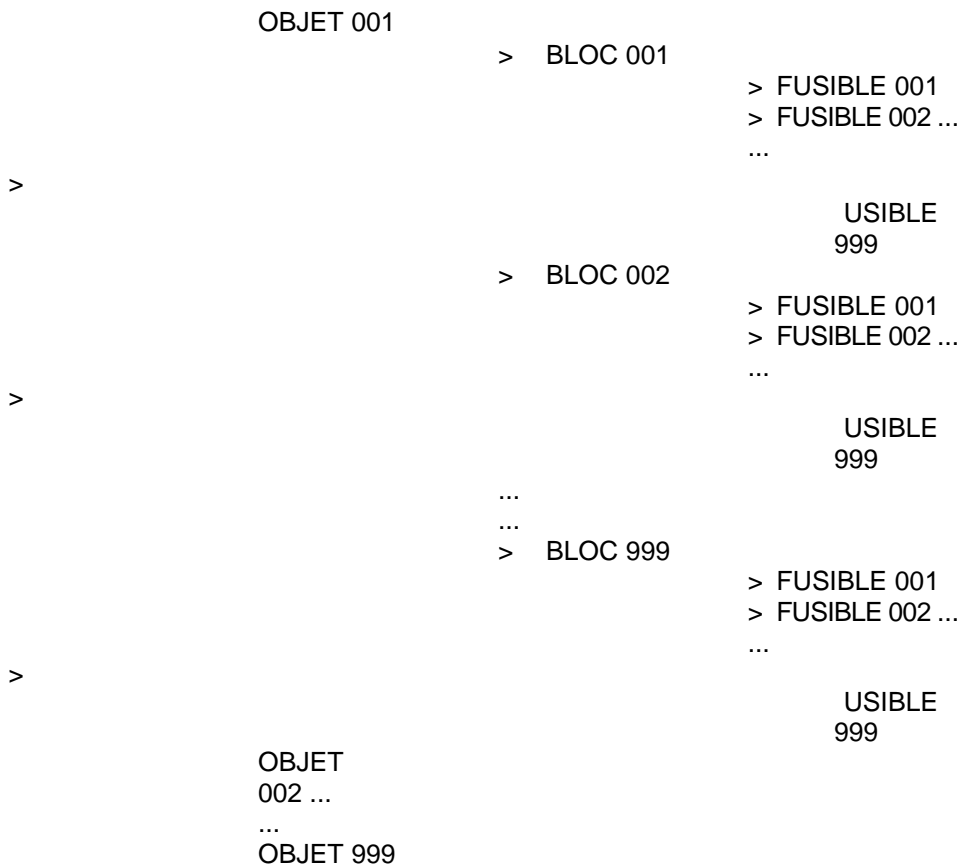 OBJET 001
> BLOC 001
> FUSIBLE 001
> FUSIBLE 002 ...
...
>
USIBLE
999
> BLOC 002
> FUSIBLE 001
> FUSIBLE 002 ...
...
>
USIBLE
999
...
...
> BLOC 999
> FUSIBLE 001
> FUSIBLE 002 ...
...
>
USIBLE
999
OBJET
002 ...
...
OBJET 999